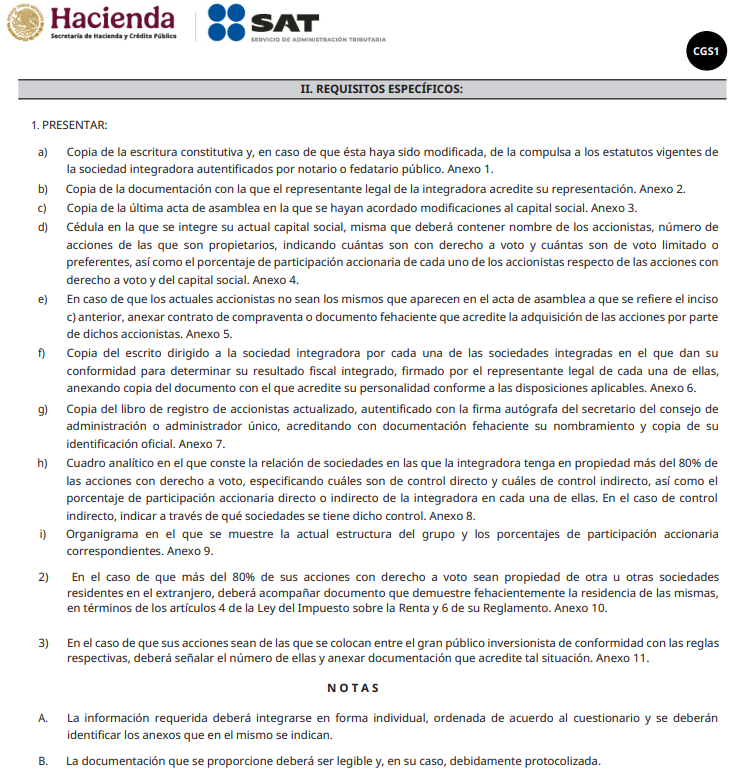 Hacienda
Secretaría de Hacienda y Crédito Público
SAT
SERVICIO DE ADMINISTRACIÓN TRIBUTARIA
CGS1
II. REQUISITOS ESPECÍFICOS:
1. PRESENTAR:
a) Copia de la escritura constitutiva y, en caso de que ésta haya sido modificada, de la compulsa a los estatutos vigentes de
la sociedad integradora autentificados por notario o fedatario público. Anexo 1.
b) Copia de la documentación con la que el representante legal de la integradora acredite su representación. Anexo 2.
c) Copia de la última acta de asamblea en la que se hayan acordado modificaciones al capital social. Anexo 3.
d) Cédula en la que se integre su actual capital social, misma que deberá contener nombre de los accionistas, número de
acciones de las que son propietarios, indicando cuántas son con derecho a voto y cuántas son de voto limitado o
preferentes, así como el porcentaje de participación accionaria de cada uno de los accionistas respecto de las acciones con
derecho a voto y del capital social. Anexo 4.
e) En caso de que los actuales accionistas no sean los mismos que aparecen en el acta de asamblea a que se refiere el inciso
c) anterior, anexar contrato de compraventa o documento fehaciente que acredite la adquisición de las acciones por parte
de dichos accionistas. Anexo 5.
f) Copia del escrito dirigido a la sociedad integradora por cada una de las sociedades integradas en el que dan su
conformidad para determinar su resultado fiscal integrado, firmado por el representante legal de cada una de ellas,
anexando copia del documento con el que acredite su personalidad conforme a las disposiciones aplicables. Anexo 6.
g) Copia del libro de registro de accionistas actualizado, autentificado con la firma autógrafa del secretario del consejo de
administración o administrador único, acreditando con documentación fehaciente su nombramiento y copia de su
identificación oficial. Anexo 7.
h) Cuadro analítico en el que conste la relación de sociedades en las que la integradora tenga en propiedad más del 80% de
las acciones con derecho a voto, especificando cuáles son de control directo y cuáles de control indirecto, así como el
porcentaje de participación accionaria directo o indirecto de la integradora en cada una de ellas. En el caso de control
indirecto, indicar a través de qué sociedades se tiene dicho control. Anexo 8.
i) Organigrama en el que se muestre la actual estructura del grupo y los porcentajes de participación accionaria
correspondientes. Anexo 9.
2) En el caso de que más del 80% de sus acciones con derecho a voto sean propiedad de otra u otras sociedades
residentes en el extranjero, deberá acompañar documento que demuestre fehacientemente la residencia de las mismas,
en términos de los artículos 4 de la Ley del Impuesto sobre la Renta y 6 de su Reglamento. Anexo 10.
3) En el caso de que sus acciones sean de las que se colocan entre el gran público inversionista de conformidad con las reglas
respectivas, deberá señalar el número de ellas y anexar documentación que acredite tal situación. Anexo 11.
N O T A S
A. La información requerida deberá integrarse en forma individual, ordenada de acuerdo al cuestionario y se deberán
identificar los anexos que en el mismo se indican.
B. La documentación que se proporcione deberá ser legible y, en su caso, debidamente protocolizada.